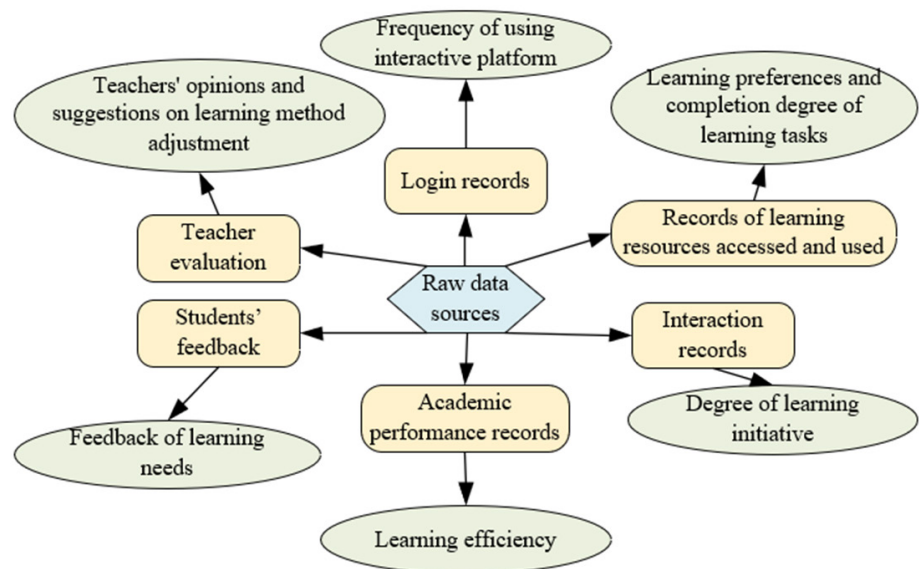 Frequency of using
interactive platform
Teachers' opinions and
suggestions on learning method
adjustment
Learning preferences and
completion degree of
learning tasks
Login records
Teacher
evaluation
Records of learning
resources accessed and used
Raw data
sources
Students’
feedback
Interaction
records
Academic
performance records
Degree of learning
initiative
Feedback of learning
needs
Learning efficiency